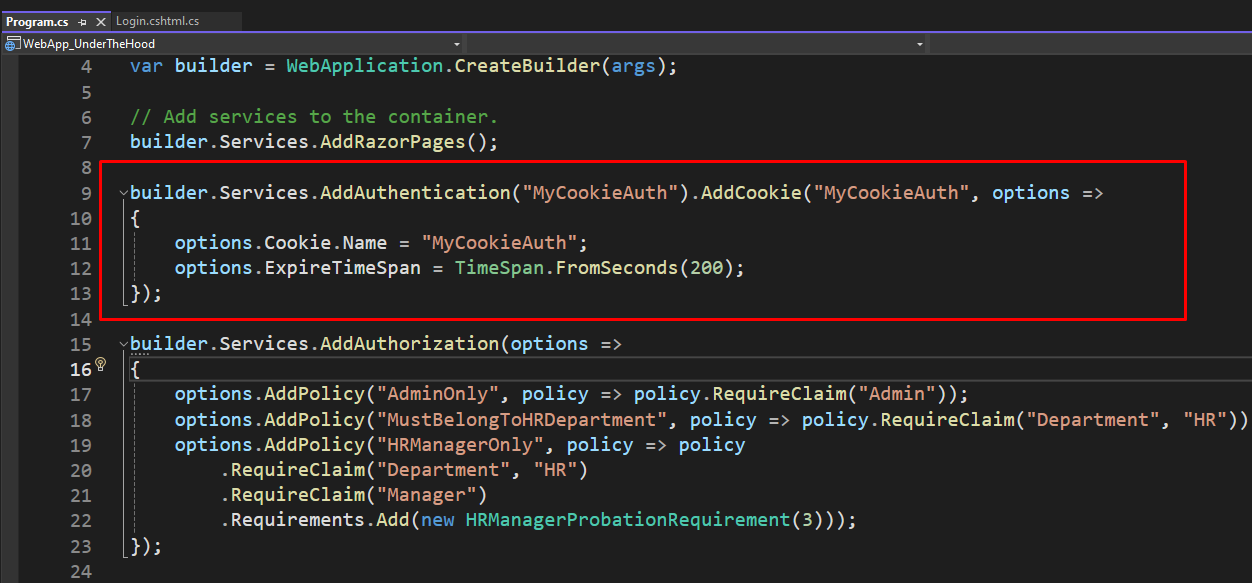 Program.cs Login.cshtml.cs
WebApp_UnderTheHood
4 var builder = WebApplication.CreateBuilder(args);
5
6 // Add services to the container.
7 builder.Services.AddRazorPages();
8
9 builder.Services.AddAuthentication("MyCookieAuth").AddCookie("MyCookieAuth", options =>
10 {
11     options.Cookie.Name = "MyCookieAuth";
12     options.ExpireTimeSpan = TimeSpan.FromSeconds(200);
13 });
14
15 builder.Services.AddAuthorization(options =>
16 {
17     options.AddPolicy("AdminOnly", policy => policy.RequireClaim("Admin"));
18     options.AddPolicy("MustBelongToHRDepartment", policy => policy.RequireClaim("Department", "HR"))
19     options.AddPolicy("HRManagerOnly", policy => policy
20         .RequireClaim("Department", "HR")
21         .RequireClaim("Manager")
22         .Requirements.Add(new HRManagerProbationRequirement(3)));
23 });
24